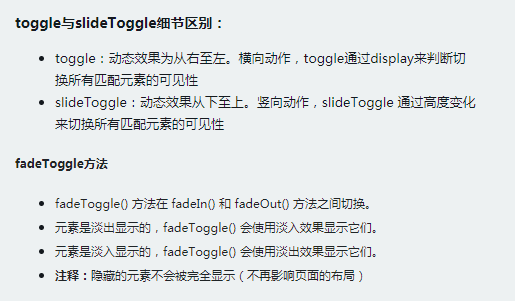 toggle与slideToggle细节区别：
toggle：动态效果为从右至左。横向动作，toggle通过display来判断切
换所有匹配元素的可见性
slideToggle：动态效果从下至上。竖向动作，slideToggle 通过高度变化
来切换所有匹配元素的可见性
fadeToggle方法
fadeToggle() 方法在 fadeIn() 和 fadeOut() 方法之间切换。
元素是淡出显示的，fadeToggle() 会使用淡入效果显示它们。
元素是淡入显示的，fadeToggle() 会使用淡出效果显示它们。
注释：隐藏的元素不会被完全显示（不再影响页面的布局）